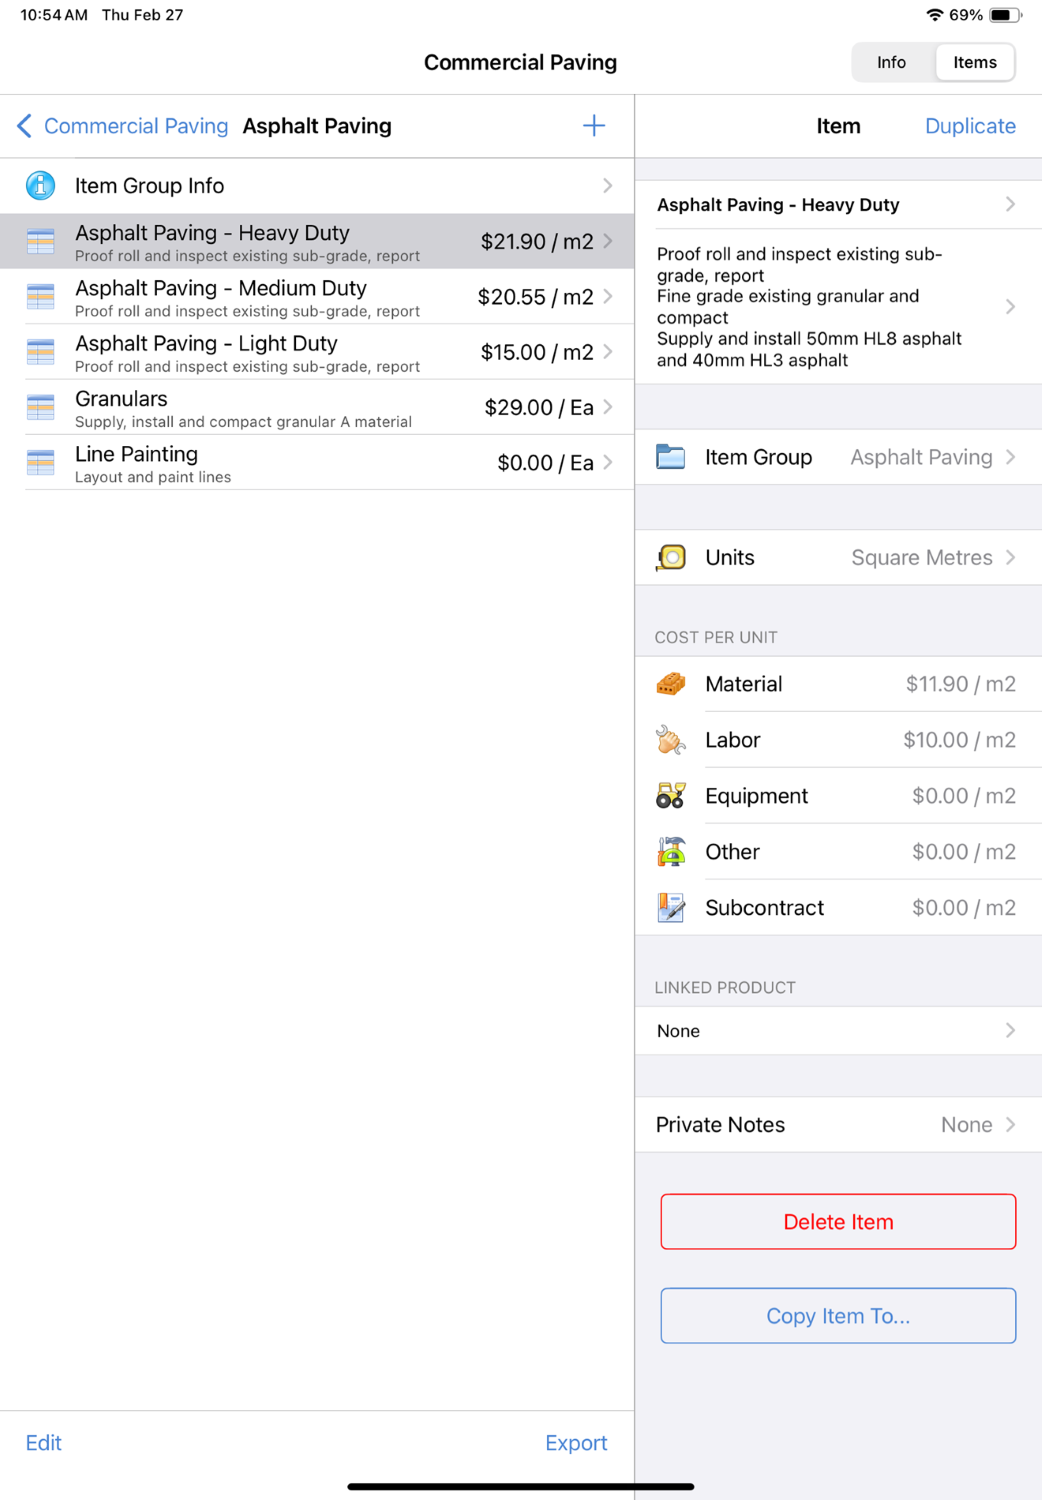 10:54 AM Thu Feb 27
69%
Commercial Paving
Info
Items
Commercial Paving
Asphalt Paving
Item Group Info
Asphalt Paving - Heavy Duty
Proof roll and inspect existing sub-grade, report
$21.90 / m2
Asphalt Paving - Medium Duty
Proof roll and inspect existing sub-grade, report
$20.55 / m2
Asphalt Paving - Light Duty
Proof roll and inspect existing sub-grade, report
$15.00 / m2
Granulars
Supply, install and compact granular A material
$29.00 / Ea
Line Painting
Layout and paint lines
$0.00 / Ea
Edit
Export
Item
Duplicate
Asphalt Paving - Heavy Duty
Proof roll and inspect existing sub-
grade, report
Fine grade existing granular and
compact
Supply and install 50mm HL8 asphalt
and 40mm HL3 asphalt
Item Group
Asphalt Paving
Units
Square Metres
COST PER UNIT
Material
$11.90 / m2
Labor
$10.00 / m2
Equipment
$0.00 / m2
Other
$0.00 / m2
Subcontract
$0.00 / m2
LINKED PRODUCT
None
Private Notes
None
Delete Item
Copy Item To...